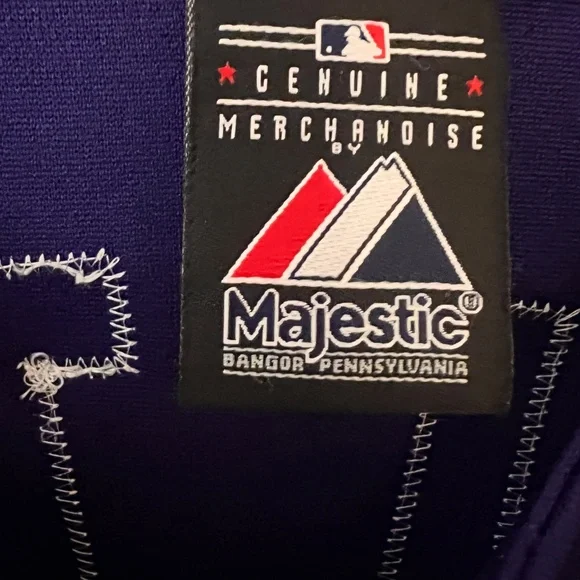 GENUINE
MERCHANDISE
BY
Majestic®
BANGOR PENNSYLVANIA